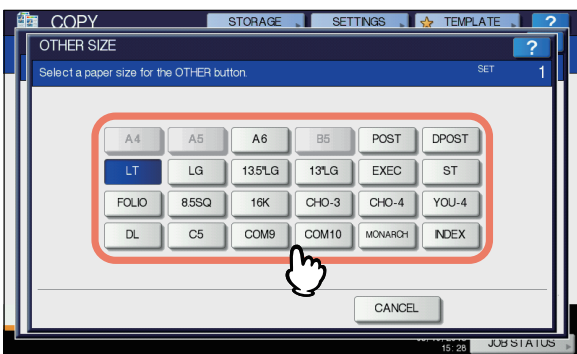 COPY STORAGE SETTINGS TEMPLATE ?
OTHER SIZE ?
Select a paper size for the OTHER button. SET 1
A4 A5 A6 B5 POST DPOST
LT LG 13.5"LG 13"LG EXEC ST
FOLIO 8.5SQ 16K CHO-3 CHO-4 YOU-4
DL C5 COM9 COM10 MONARCH INDEX
CANCEL
15: 28 JOB STATUS